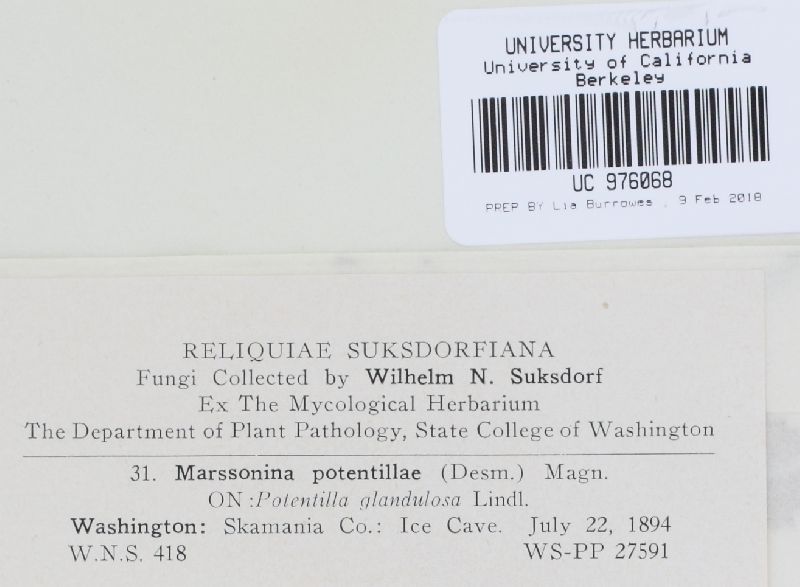 UNIVERSITY HERBARIUM
University of California
Berkeley
UC 976068
PREP BY Lia Burrowes , 9 Feb 2018
RELIQUIAE SUKSDORFIANA
Fungi Collected by Wilhelm N. Suksdorf
Ex The Mycological Herbarium
The Department of Plant Pathology, State College of Washington
31. Marssonina potentillae (Desm.) Magn.
ON :Potentilla glandulosa Lindl.
Washington: Skamania Co.: Ice Cave. July 22, 1894
W.N.S. 418 WS-PP 27591